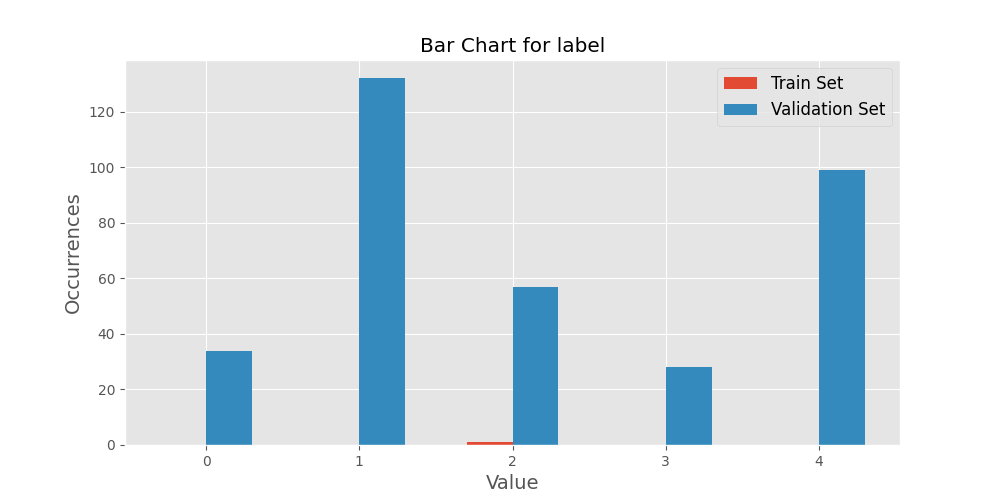 Bar Chart for label
Train Set
Validation Set
Occurrences
120
100
80
60
40
20
0
0 1 2 3 4
Value